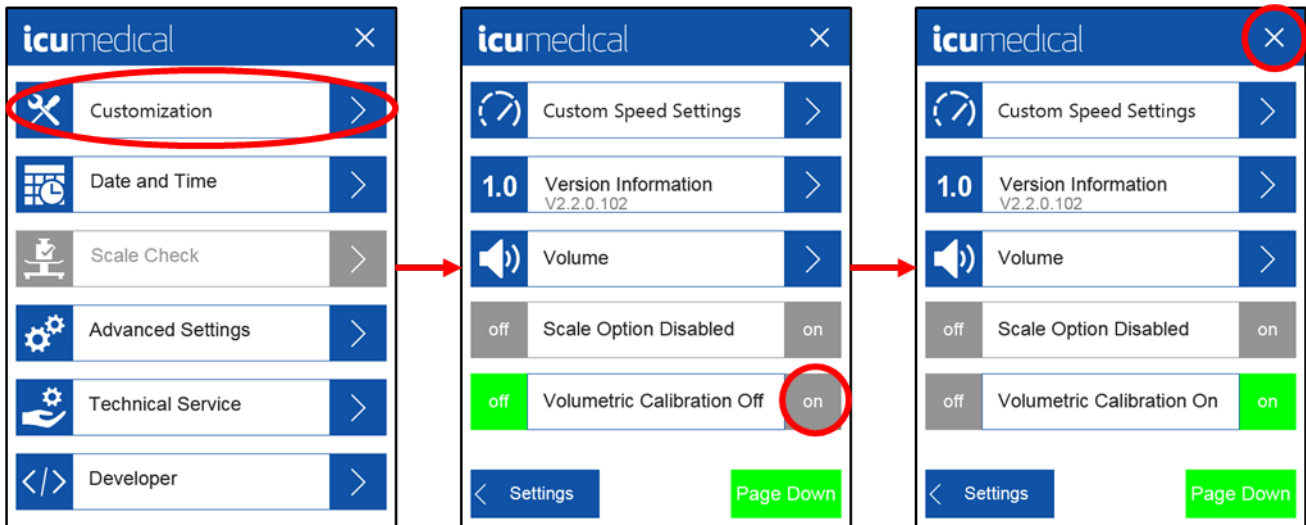 icumedical
Customization
Date and Time
Scale Check
Advanced Settings
Technical Service
</> Developer
icumedical
Custom Speed Settings
1.0 Version Information
V2.2.0.102
Volume
off Scale Option Disabled on
off Volumetric Calibration Off on
Settings Page Down
icumedical
Custom Speed Settings
1.0 Version Information
V2.2.0.102
Volume
off Scale Option Disabled on
off Volumetric Calibration On on
Settings Page Down